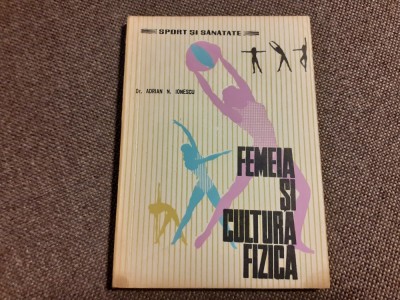 SPORT ȘI SĂNĂTATE
Dr. ADRIAN N. IONESCU
FEMEIA
ȘI
CULTURA
FIZICĂ